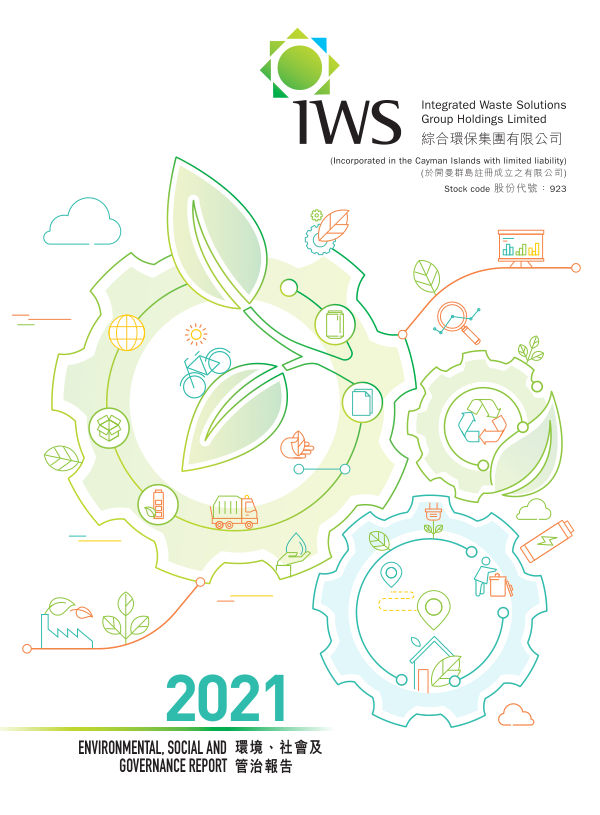 IWS
Integrated Waste Solutions
Group Holdings Limited
綜合環保集團有限公司
(Incorporated in the Cayman Islands with limited liability)
(於開曼群島註冊成立之有限公司)
Stock code 股份代號：923
2021
ENVIRONMENTAL, SOCIAL AND 環境、社會及
GOVERNANCE REPORT 管治報告